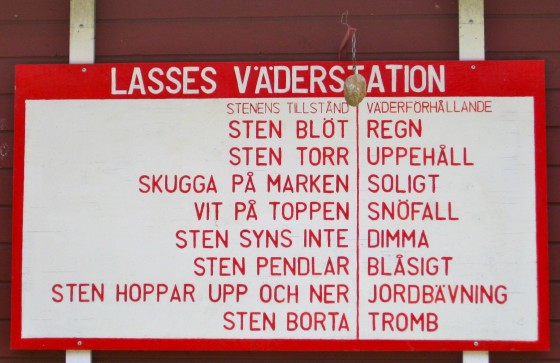 LASSES VÄDERSTATION
STENENS TILLSTÅND VÄDERFÖRHÅLLANDE
STEN BLÖT REGN
STEN TORR UPPEHÅLL
SKUGGA PÅ MARKEN SOLIGT
VIT PÅ TOPPEN SNÖFALL
STEN SYNS INTE DIMMA
STEN PENDLAR BLÅSIGT
STEN HOPPAR UPP OCH NER JORDBÄVNING
STEN BORTA TROMB